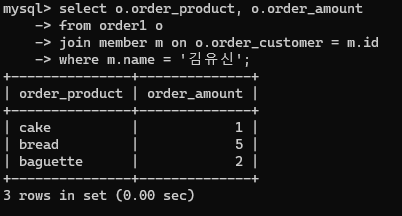 mysql> select o.order_product, o.order_amount
    -> from order1 o
    -> join member m on o.order_customer = m.id
    -> where m.name = '김유신';
+---------------+--------------+
| order_product | order_amount |
+---------------+--------------+
| cake          |            1 |
| bread         |            5 |
| baguette      |            2 |
+---------------+--------------+
3 rows in set (0.00 sec)